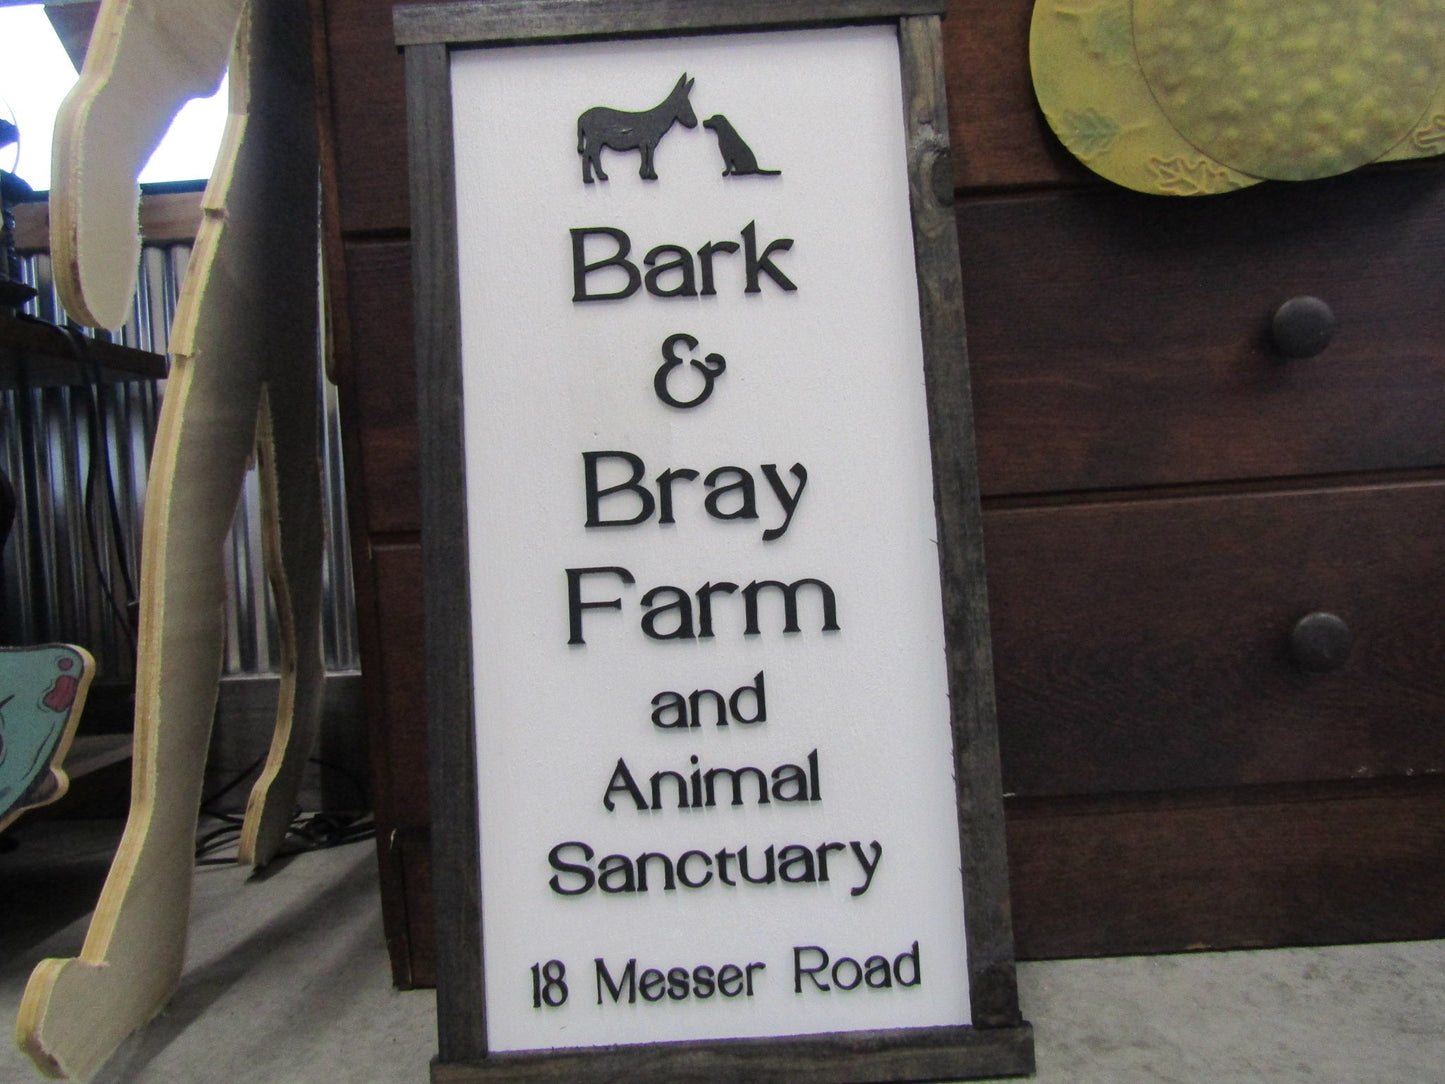 Bark
&
Bray
Farm
and
Animal
Sanctuary
18 Messer Road